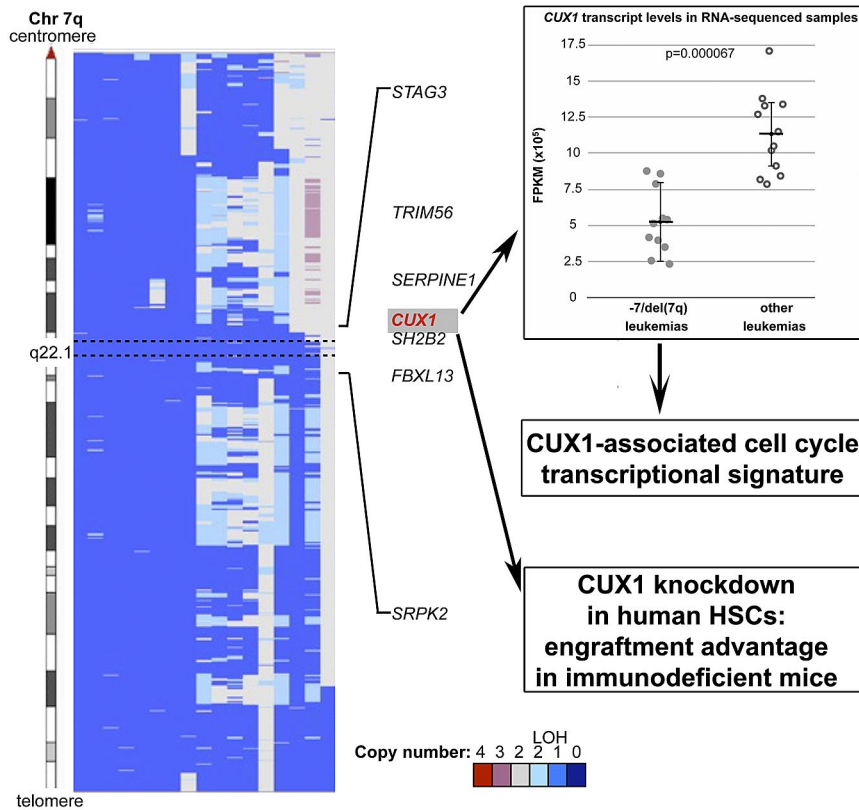 Chr 7q
centromere
q22.1
telomere
STAG3
TRIM56
SERPINE1
CUX1
SH2B2
FBXL13
SRPK2
CUX1 transcript levels in RNA-sequenced samples
p=0.000067
FPKM (x10⁵)
17.5
15
12.5
10
7.5
5
2.5
0
-7/del(7q)
leukemias
other
leukemias
CUX1-associated cell cycle
transcriptional signature
CUX1 knockdown
in human HSCs:
engraftment advantage
in immunodeficient mice
LOH
Copy number: 4 3 2 2 1 0